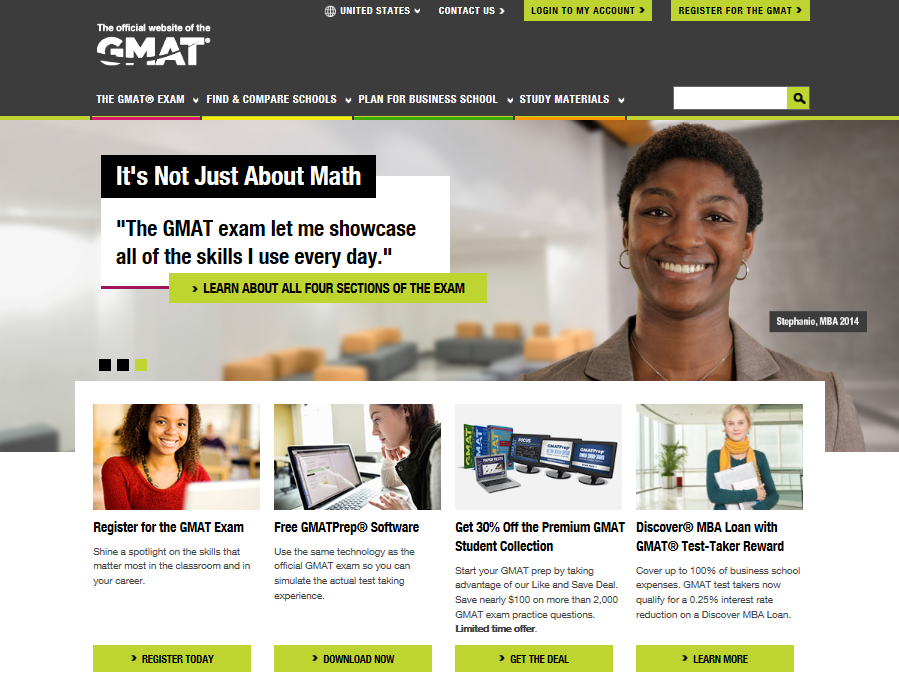 UNITED STATES
CONTACT US
LOGIN TO MY ACCOUNT
REGISTER FOR THE GMAT
The official website of the
GMAT®
THE GMAT® EXAM
FIND & COMPARE SCHOOLS
PLAN FOR BUSINESS SCHOOL
STUDY MATERIALS
It's Not Just About Math
"The GMAT exam let me showcase
all of the skills I use every day."
LEARN ABOUT ALL FOUR SECTIONS OF THE EXAM
Stephanie, MBA 2014
GMAT
GMAT
GMAT
FOCUS
GMATPrep
GMATPrep
Register for the GMAT Exam
Shine a spotlight on the skills that
matter most in the classroom and in
your career.
REGISTER TODAY
Free GMATPrep® Software
Use the same technology as the
official GMAT exam so you can
simulate the actual test taking
experience.
DOWNLOAD NOW
Get 30% Off the Premium GMAT
Student Collection
Start your GMAT prep by taking
advantage of our Like and Save Deal.
Save nearly $100 on more than 2,000
GMAT exam practice questions.
Limited time offer.
GET THE DEAL
Discover® MBA Loan with
GMAT® Test-Taker Reward
Cover up to 100% of business school
expenses. GMAT test takers now
qualify for a 0.25% interest rate
reduction on a Discover MBA Loan.
LEARN MORE